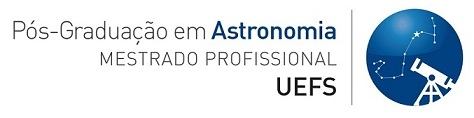 Pós-Graduação em Astronomia
MESTRADO PROFISSIONAL
UEFS